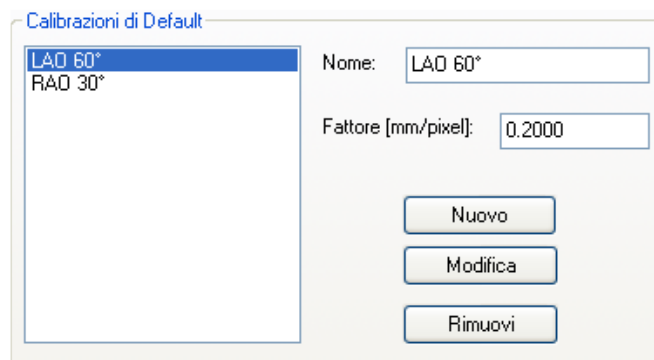 Calibrazioni di Default
LAO 60°
RAO 30°
Nome: LAO 60°
Fattore [mm/pixel]: 0.2000
Nuovo
Modifica
Rimuovi